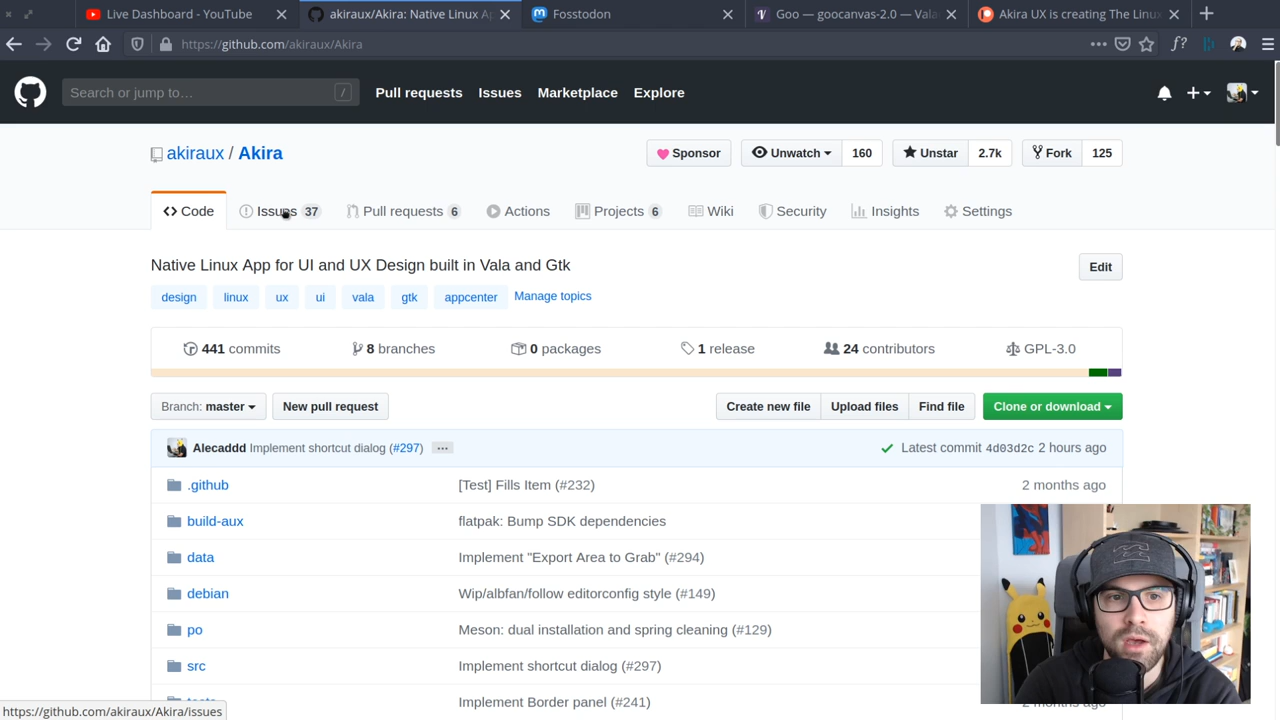 Live Dashboard - YouTube
akiraux/Akira: Native Linux Ap
Fosstodon
Goo — goocanvas-2.0 — Vala
Akira UX is creating The Linux
https://github.com/akiraux/Akira
Search or jump to…
/
Pull requests
Issues
Marketplace
Explore
akiraux / Akira
Sponsor
Unwatch 160
Unstar 2.7k
Fork 125
Code
Issues 37
Pull requests 6
Actions
Projects 6
Wiki
Security
Insights
Settings
Native Linux App for UI and UX Design built in Vala and Gtk
Edit
design linux ux ui vala gtk appcenter Manage topics
441 commits
8 branches
0 packages
1 release
24 contributors
GPL-3.0
Branch: master
New pull request
Create new file
Upload files
Find file
Clone or download
Alecaddd Implement shortcut dialog (#297) ...
Latest commit 4d03d2c 2 hours ago
.github [Test] Fills Item (#232) 2 months ago
build-aux flatpak: Bump SDK dependencies
data Implement "Export Area to Grab" (#294)
debian Wip/albfan/follow editorconfig style (#149)
po Meson: dual installation and spring cleaning (#129)
src Implement shortcut dialog (#297)
Implement Border panel (#241)
https://github.com/akiraux/Akira/issues